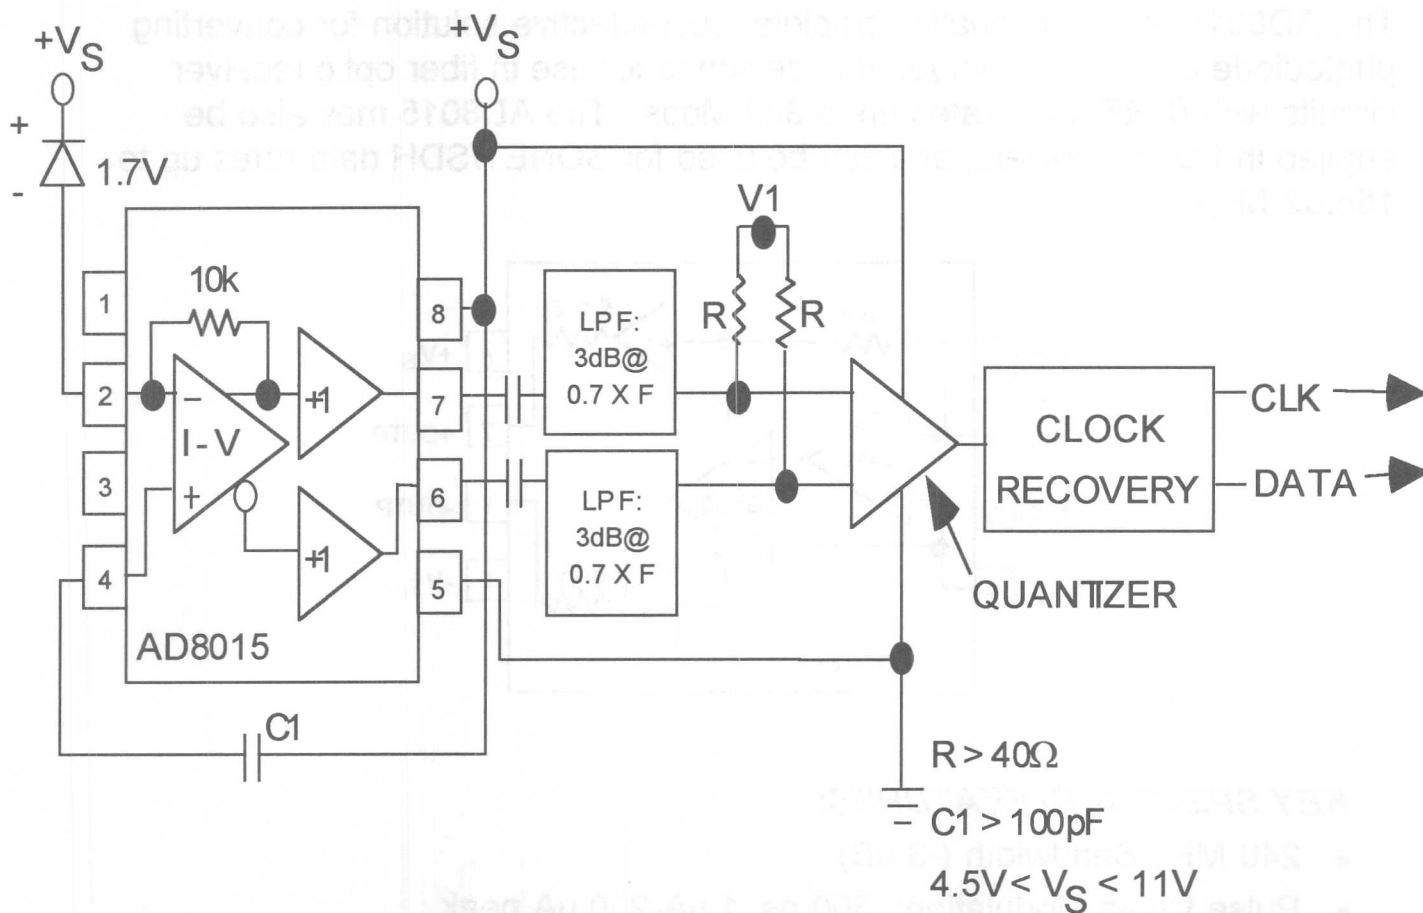 +VS
+VS
+
1.7V
-
V1
1
10k
8
LPF:
3dB@
0.7 X F
R
R
2
-
+1
7
I-V
CLOCK
RECOVERY
CLK
DATA
3
+
6
LPF:
3dB@
0.7 X F
4
+1
5
QUANTIZER
AD8015
C1
R > 40Ω
C1 > 100pF
4.5V < VS < 11V